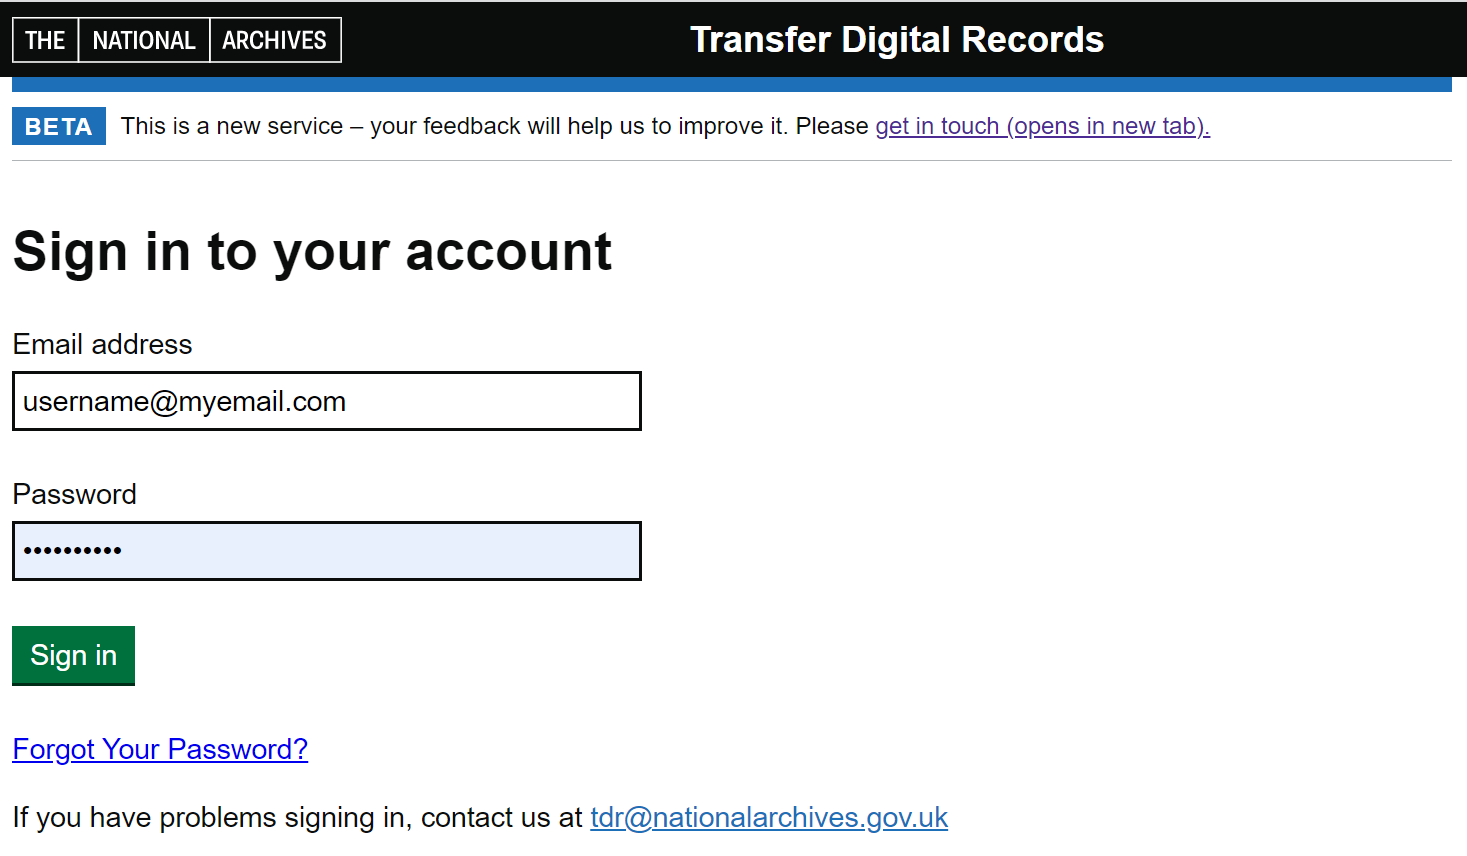 THE NATIONAL ARCHIVES
Transfer Digital Records
BETA This is a new service – your feedback will help us to improve it. Please get in touch (opens in new tab).
Sign in to your account
Email address
username@myemail.com
Password
••••••••••
Sign in
Forgot Your Password?
If you have problems signing in, contact us at tdr@nationalarchives.gov.uk